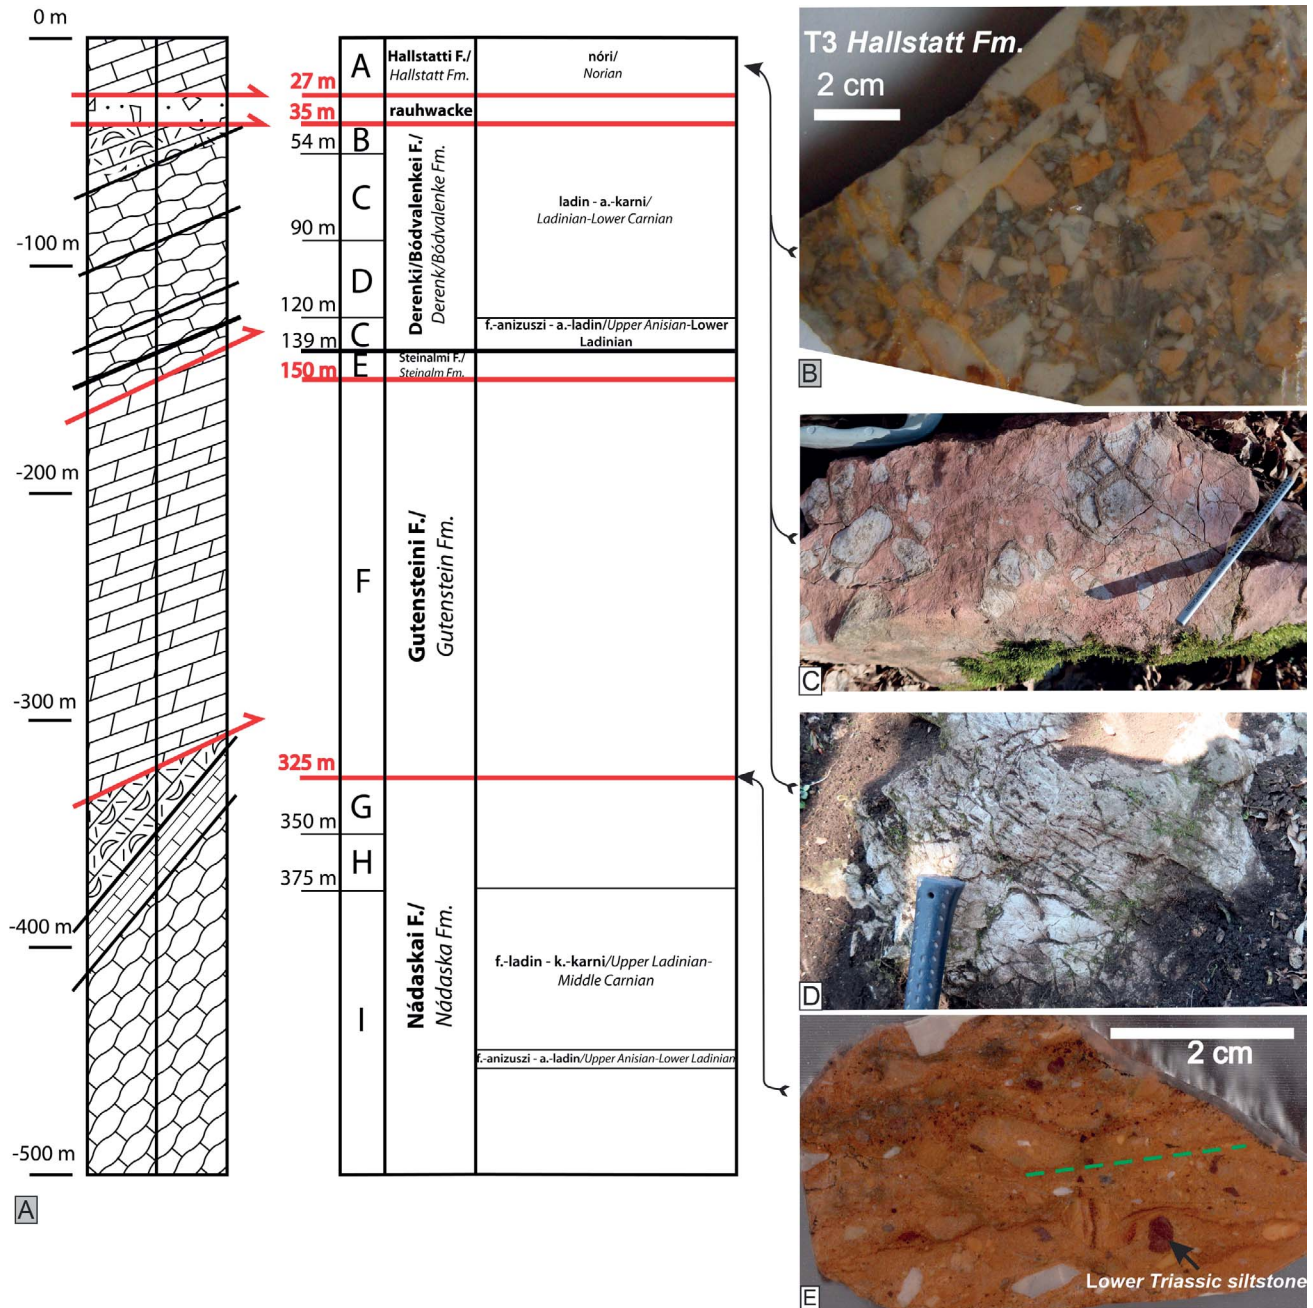 0 m
-100 m
-200 m
-300 m
-400 m
-500 m
A
27 m
35 m
54 m
90 m
120 m
139 m
150 m
325 m
350 m
375 m
A
B
C
D
C
E
F
G
H
I
Hallstatti F./
Hallstatt Fm.
rauhwacke
Derenki/Bódvalenkei F./
Derenk/Bódvalenke Fm.
Steinalmi F./
Steinalm Fm.
Gutensteini F./
Gutenstein Fm.
Nádaskai F./
Nádaska Fm.
nóri/
Norian
ladin - a.-karni/
Ladinian-Lower Carnian
f.-anizuszi - a.-ladin/Upper Anisian-Lower
Ladinian
f.-ladin - k.-karni/Upper Ladinian-
Middle Carnian
f.-anizuszi - a.-ladin/Upper Anisian-Lower Ladinian
T3 Hallstatt Fm.
2 cm
B
C
D
2 cm
Lower Triassic siltstone
E